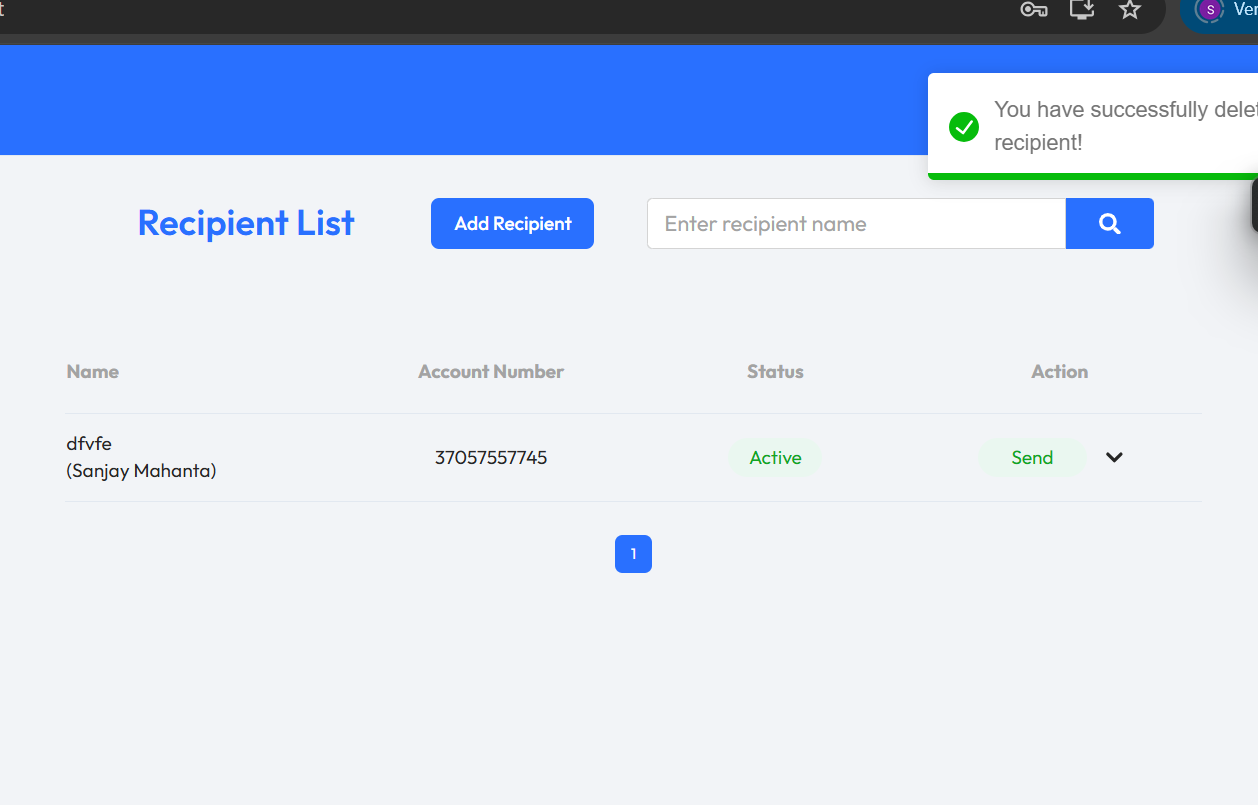 You have successfully
recipient!
Recipient List
Add Recipient
Enter recipient name
Name Account Number Status Action
dfvfe
(Sanjay Mahanta)
37057557745 Active Send
1
S